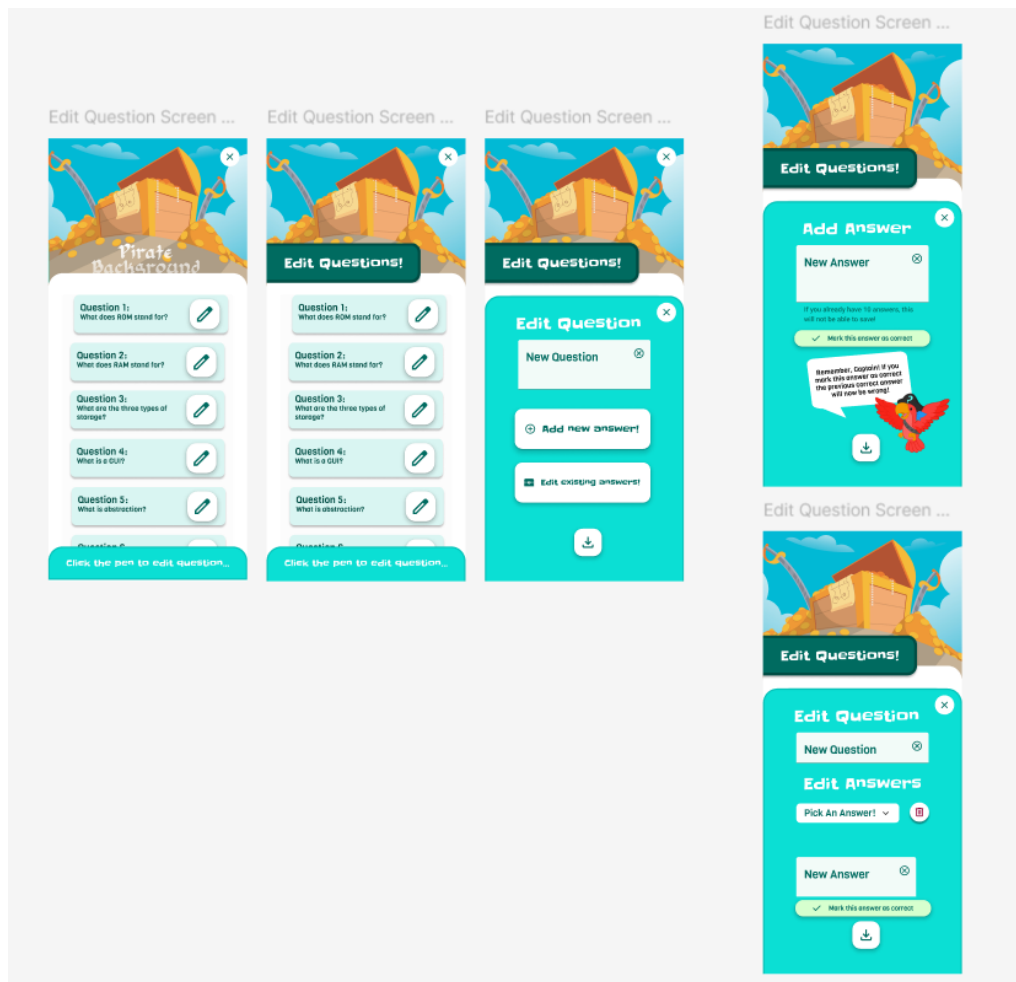 Edit Question Screen ...
Edit Question Screen ...
Edit Question Screen ...
Edit Question Screen ...
Pirate
Background
Question 1:
What does ROM stand for?
Question 2:
What does RAM stand for?
Question 3:
What are the three types of
storage?
Question 4:
What is a GUI?
Question 5:
What is abstraction?
Question 6
Click the pen to edit question...
Edit Questions!
Question 1:
What does ROM stand for?
Question 2:
What does RAM stand for?
Question 3:
What are the three types of
storage?
Question 4:
What is a GUI?
Question 5:
What is abstraction?
Question 6
Click the pen to edit question...
Edit Questions!
Edit Question
New Question
Add new answer!
Edit existing answers!
Edit Questions!
Add Answer
New Answer
If you already have 10 answers, this
will not be able to save!
Mark this answer as correct
Remember, Captain! If you
mark this answer as correct
the previous correct answer
will now be wrong!
Edit Question Screen ...
Edit Questions!
Edit Question
New Question
Edit Answers
Pick An Answer!
New Answer
Mark this answer as correct